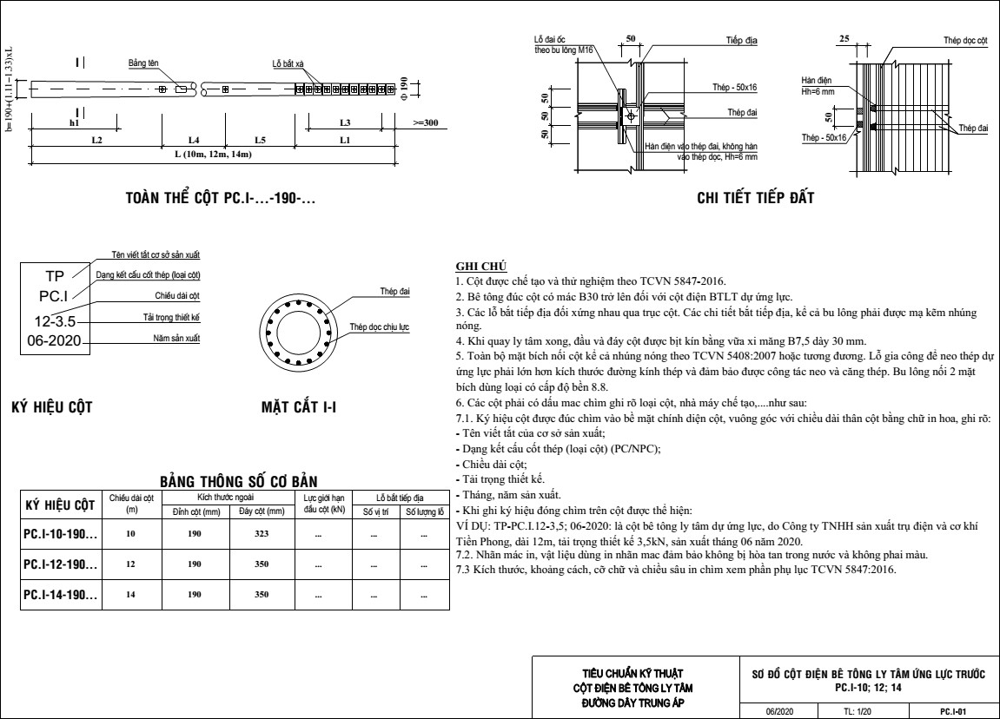 b=190+(1.11−1.33)xL
I
Bảng tên
Lỗ bắt xà
Φ 190
I
h1
L3
>=300
L2
L4
L5
L1
L (10m, 12m, 14m)
TOÀN THỂ CỘT PC.I-...-190-...
Lỗ đai ốc
theo bu lông M16
50
Tiếp địa
50
50
50
Thép - 50x16
Thép đai
Hàn điện vào thép đai, không hàn
vào thép dọc, Hh=6 mm
25
Thép dọc cột
Hàn điện
Hh=6 mm
50
Thép - 50x16
Thép đai
CHI TIẾT TIẾP ĐẤT
TP
PC.I
12-3.5
06-2020
Tên viết tắt cơ sở sản xuất
Dạng kết cấu cốt thép (loại cột)
Chiều dài cột
Tải trọng thiết kế
Năm sản xuất
KÝ HIỆU CỘT
Thép đai
Thép dọc chịu lực
MẶT CẮT I-I
GHI CHÚ
1. Cột được chế tạo và thử nghiệm theo TCVN 5847-2016.
2. Bê tông đúc cột có mác B30 trở lên đối với cột điện BTLT dự ứng lực.
3. Các lỗ bắt tiếp địa đối xứng nhau qua trục cột. Các chi tiết bắt tiếp địa, kể cả bu lông phải được mạ kẽm nhúng
nóng.
4. Khi quay ly tâm xong, đầu và đáy cột được bịt kín bằng vữa xi măng B7,5 dày 30 mm.
5. Toàn bộ mặt bích nối cột kể cả nhúng nóng theo TCVN 5408:2007 hoặc tương đương. Lỗ gia công để neo thép dự
ứng lực phải lớn hơn kích thước đường kính thép và đảm bảo được công tác neo và căng thép. Bu lông nối 2 mặt
bích dùng loại có cấp độ bền 8.8.
6. Các cột phải có dấu mac chìm ghi rõ loại cột, nhà máy chế tạo,....như sau:
7.1. Ký hiệu cột được đúc chìm vào bề mặt chính diện cột, vuông góc với chiều dài thân cột bằng chữ in hoa, ghi rõ:
- Tên viết tắt của cơ sở sản xuất;
- Dạng kết cấu cốt thép (loại cột) (PC/NPC);
- Chiều dài cột;
- Tải trọng thiết kế.
- Tháng, năm sản xuất.
- Khi ghi ký hiệu đóng chìm trên cột được thể hiện:
VÍ DỤ: TP-PC.I.12-3,5; 06-2020: là cột bê tông ly tâm dự ứng lực, do Công ty TNHH sản xuất trụ điện và cơ khí
Tiền Phong, dài 12m, tải trọng thiết kế 3,5kN, sản xuất tháng 06 năm 2020.
7.2. Nhãn mác in, vật liệu dùng in nhãn mac đảm bảo không bị hòa tan trong nước và không phai màu.
7.3 Kích thước, khoảng cách, cỡ chữ và chiều sâu in chìm xem phần phụ lục TCVN 5847:2016.
BẢNG THÔNG SỐ CƠ BẢN
KÝ HIỆU CỘT
Chiều dài cột
(m)
Kích thước ngoài
Đỉnh cột (mm)
Đáy cột (mm)
Lực giới hạn
đầu cột (kN)
Lỗ bắt tiếp địa
Số vị trí
Số lượng lỗ
PC.I-10-190... 10 190 323 ... ... ...
PC.I-12-190... 12 190 350 ... ... ...
PC.I-14-190... 14 190 350 ... ... ...
TIÊU CHUẨN KỸ THUẬT
CỘT ĐIỆN BÊ TÔNG LY TÂM
ĐƯỜNG DÂY TRUNG ÁP
SƠ ĐỒ CỘT ĐIỆN BÊ TÔNG LY TÂM ỨNG LỰC TRƯỚC
PC.I-10; 12; 14
06/2020
TL: 1/20
PC.I-01